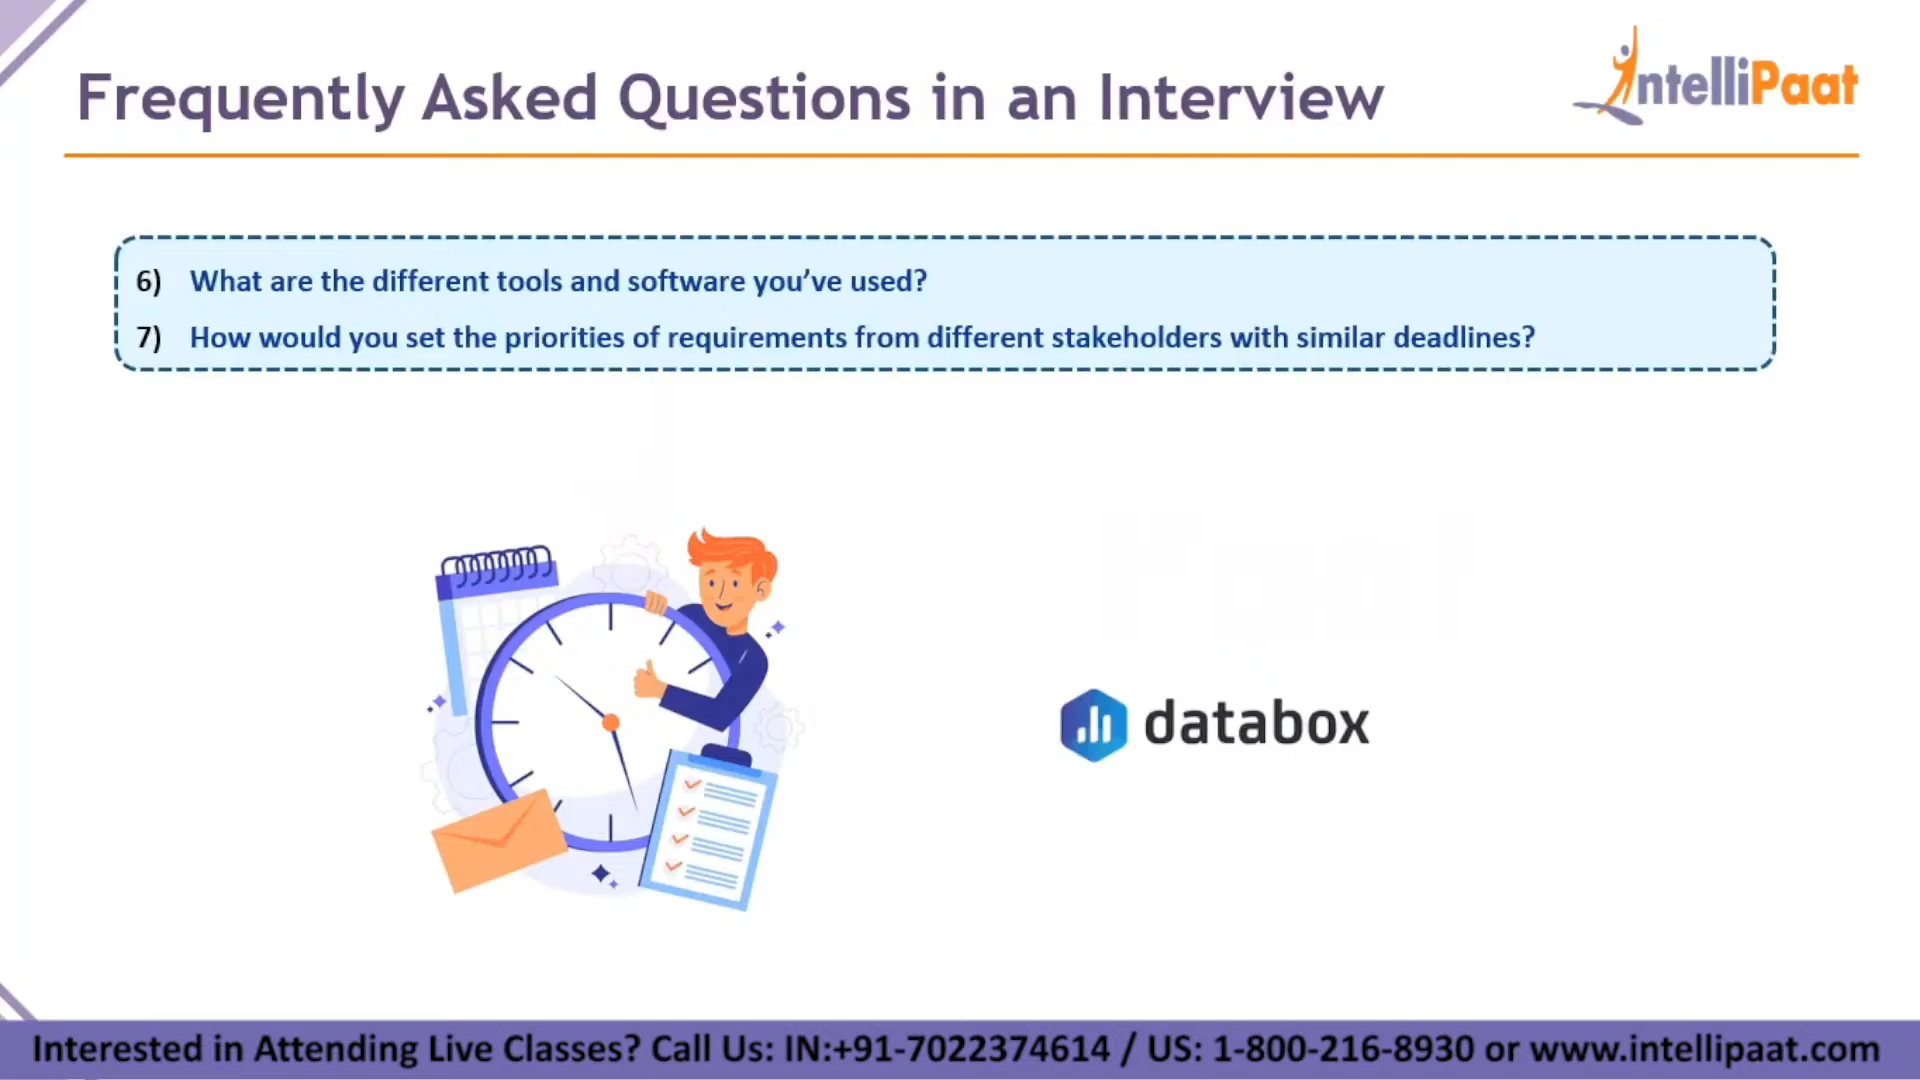 Frequently Asked Questions in an Interview
IntelliPaat
6) What are the different tools and software you’ve used?
7) How would you set the priorities of requirements from different stakeholders with similar deadlines?
databox
Interested in Attending Live Classes? Call Us: IN:+91-7022374614 / US: 1-800-216-8930 or www.intellipaat.com